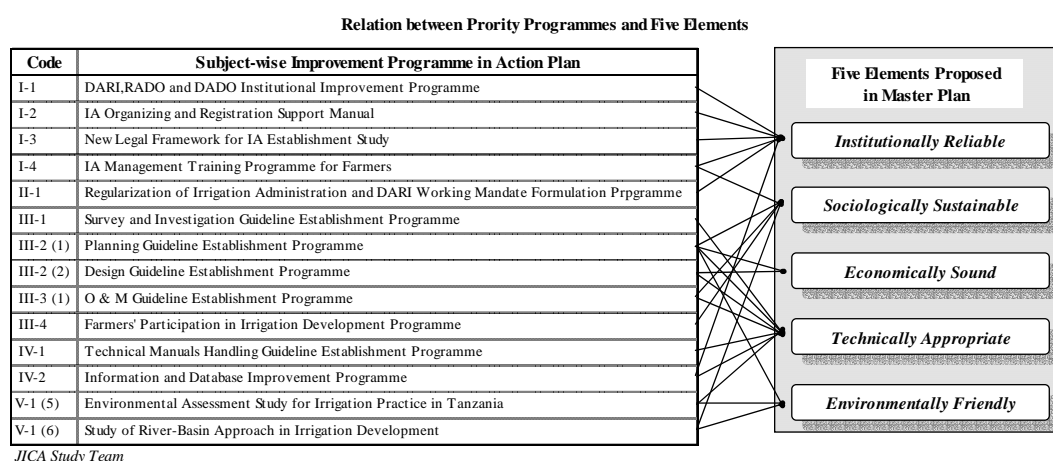 Relation between Prority Programmes and Five Elements
Code Subject-wise Improvement Programme in Action Plan
I-1 DARI,RADO and DADO Institutional Improvement Programme
I-2 IA Organizing and Registration Support Manual
I-3 New Legal Framework for IA Establishment Study
I-4 IA Management Training Programme for Farmers
II-1 Regularization of Irrigation Administration and DARI Working Mandate Formulation Prpgramme
III-1 Survey and Investigation Guideline Establishment Programme
III-2 (1) Planning Guideline Establishment Programme
III-2 (2) Design Guideline Establishment Programme
III-3 (1) O & M Guideline Establishment Programme
III-4 Farmers' Participation in Irrigation Development Programme
IV-1 Technical Manuals Handling Guideline Establishment Programme
IV-2 Information and Database Improvement Programme
V-1 (5) Environmental Assessment Study for Irrigation Practice in Tanzania
V-1 (6) Study of River-Basin Approach in Irrigation Development
JICA Study Team
Five Elements Proposed
in Master Plan
Institutionally Reliable
Sociologically Sustainable
Economically Sound
Technically Appropriate
Environmentally Friendly